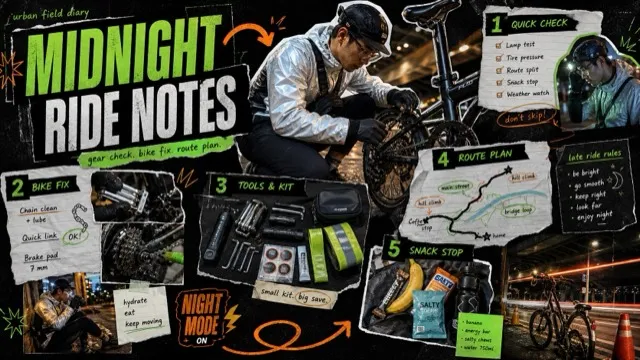 urban field diary
MIDNIGHT
RIDE NOTES
gear check. bike fix. route plan.
1 QUICK CHECK
Lamp test
Tire pressure
Route split
Snack stop
Weather watch
don't skip!
2 BIKE FIX
Chain clean
+ lube
Quick link
OK!
Brake pad
7 mm
hydrate
eat
keep moving
3 TOOLS & KIT
small kit. big save.
NIGHT
MODE
ON
4 ROUTE PLAN
main street
hill climb
hill climb
bridge loop
Coffee
stop
home
late ride rules
be bright
go smooth
keep right
look far
enjoy night
5 SNACK STOP
SALTY
banana
energy bar
salty chews
water 750ml